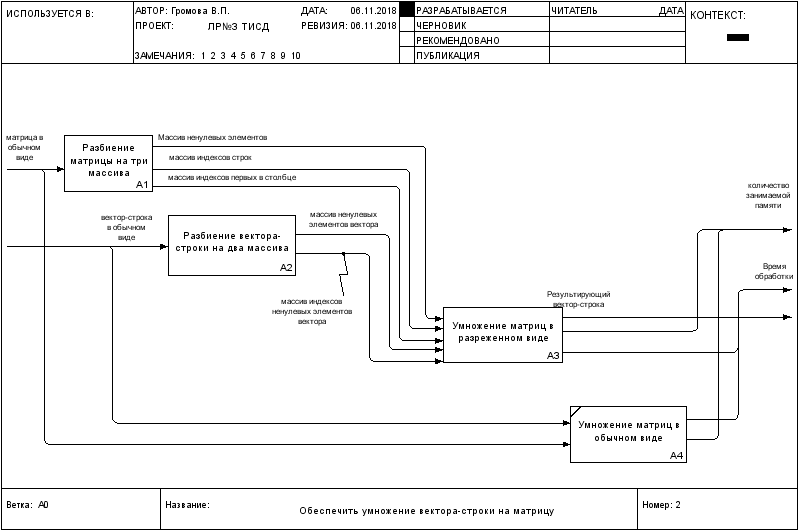 ИСПОЛЬЗУЕТСЯ В:
АВТОР: Громова В.П.
ДАТА: 06.11.2018
ПРОЕКТ: ЛР№3 ТИСД
РЕВИЗИЯ: 06.11.2018
ЗАМЕЧАНИЯ: 1 2 3 4 5 6 7 8 9 10
РАЗРАБАТЫВАЕТСЯ
ЧЕРНОВИК
РЕКОМЕНДОВАНО
ПУБЛИКАЦИЯ
ЧИТАТЕЛЬ ДАТА
КОНТЕКСТ:
матрица в
обычном
виде
Разбиение
матрицы на три
массива
A1
Массив ненулевых элементов
массив индексов строк
массив индексов первых в столбце
вектор-строка
в обычном
виде
Разбиение вектора-
строки на два массива
A2
массив ненулевых
элементов вектора
массив индексов
ненулевых элементов
вектора
количество
занимаемой
памяти
Время
обработки
Результирующий
вектор-строка
Умножение матриц в
разреженном виде
A3
Умножение матриц в
обычном виде
A4
Ветка: A0
Название:
Обеспечить умножение вектора-строки на матрицу
Номер: 2